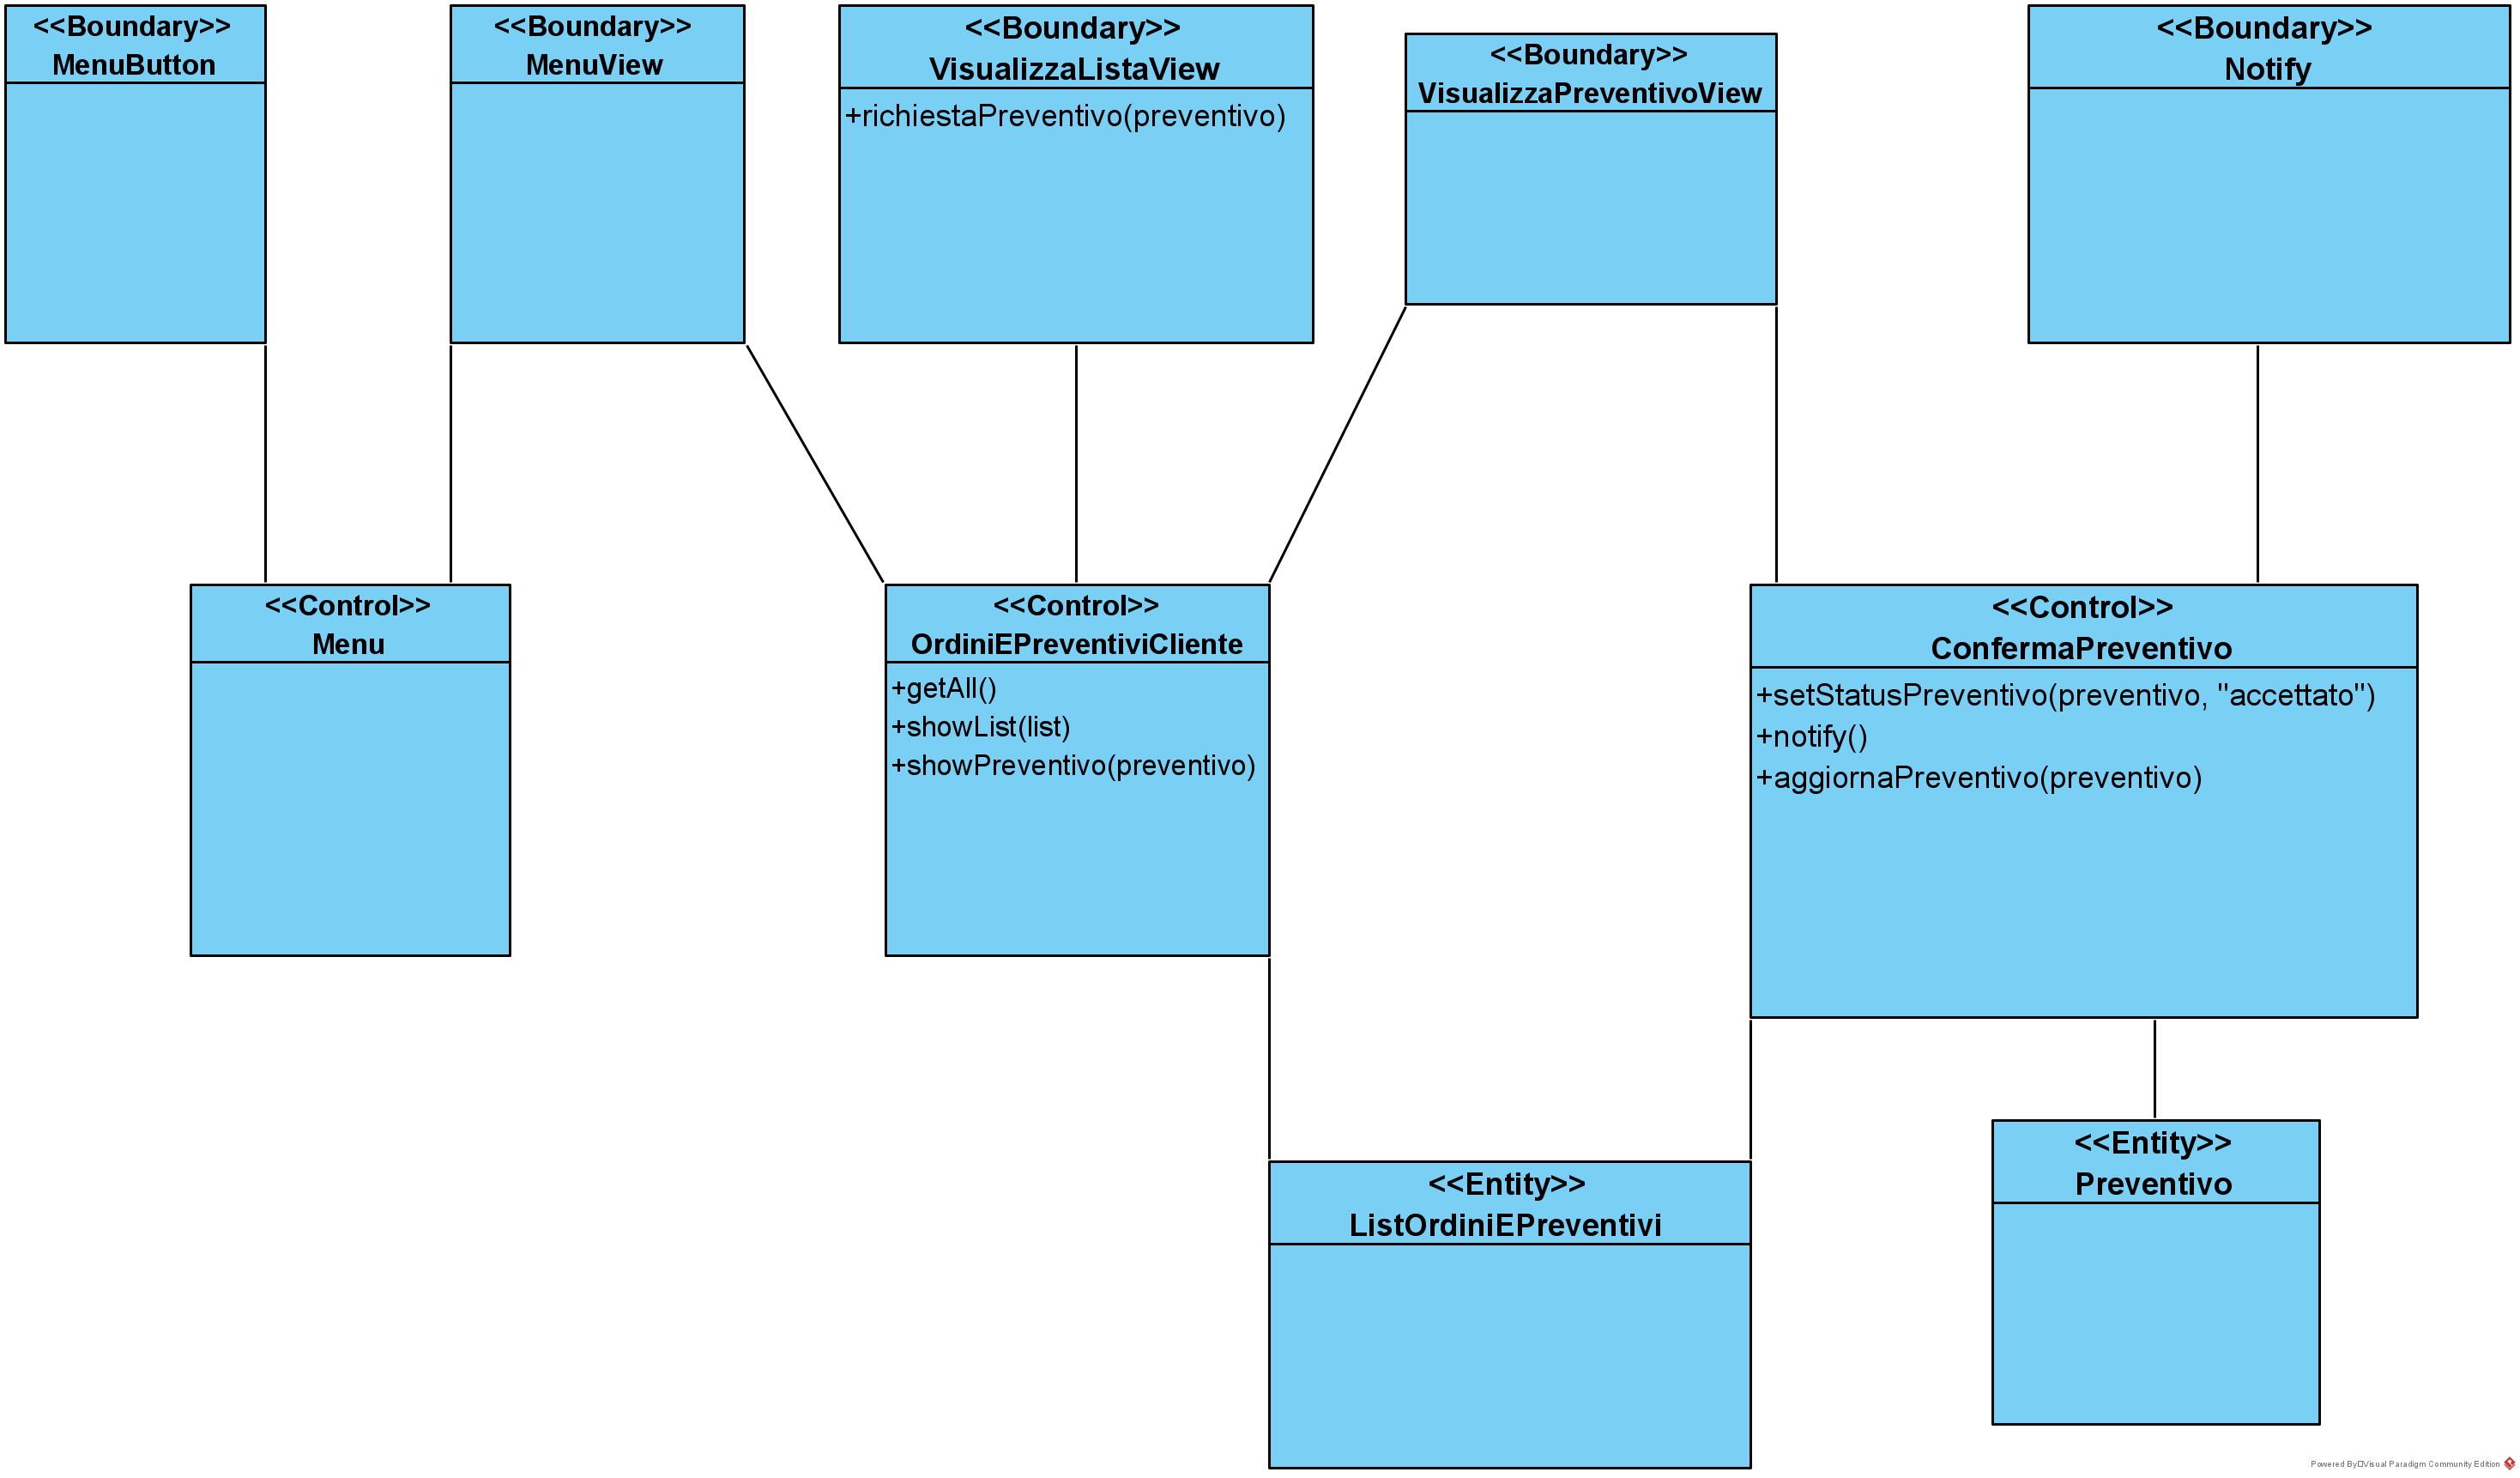 <<Boundary>>
MenuButton
<<Boundary>>
MenuView
<<Boundary>>
VisualizzaListaView
+richiestaPreventivo(preventivo)
<<Boundary>>
VisualizzaPreventivoView
<<Boundary>>
Notify
<<Control>>
Menu
<<Control>>
OrdiniEPreventiviCliente
+getAll()
+showList(list)
+showPreventivo(preventivo)
<<Control>>
ConfermaPreventivo
+setStatusPreventivo(preventivo, "accettato")
+notify()
+aggiornaPreventivo(preventivo)
<<Entity>>
ListOrdiniEPreventivi
<<Entity>>
Preventivo
Powered By□Visual Paradigm Community Edition